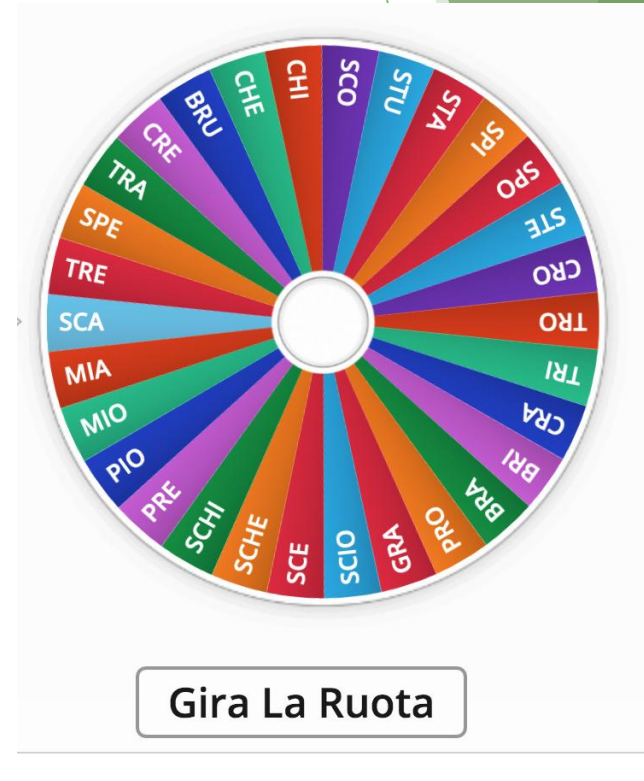 SCO
STU
STA
SPI
SPO
STE
CRO
TRO
TRI
CRA
BRI
BRA
PRO
GRA
SCIO
SCE
SCHE
SCHI
PRE
PIO
MIO
MIA
SCA
TRE
SPE
TRA
CRE
BRU
CHE
CHI
Gira La Ruota